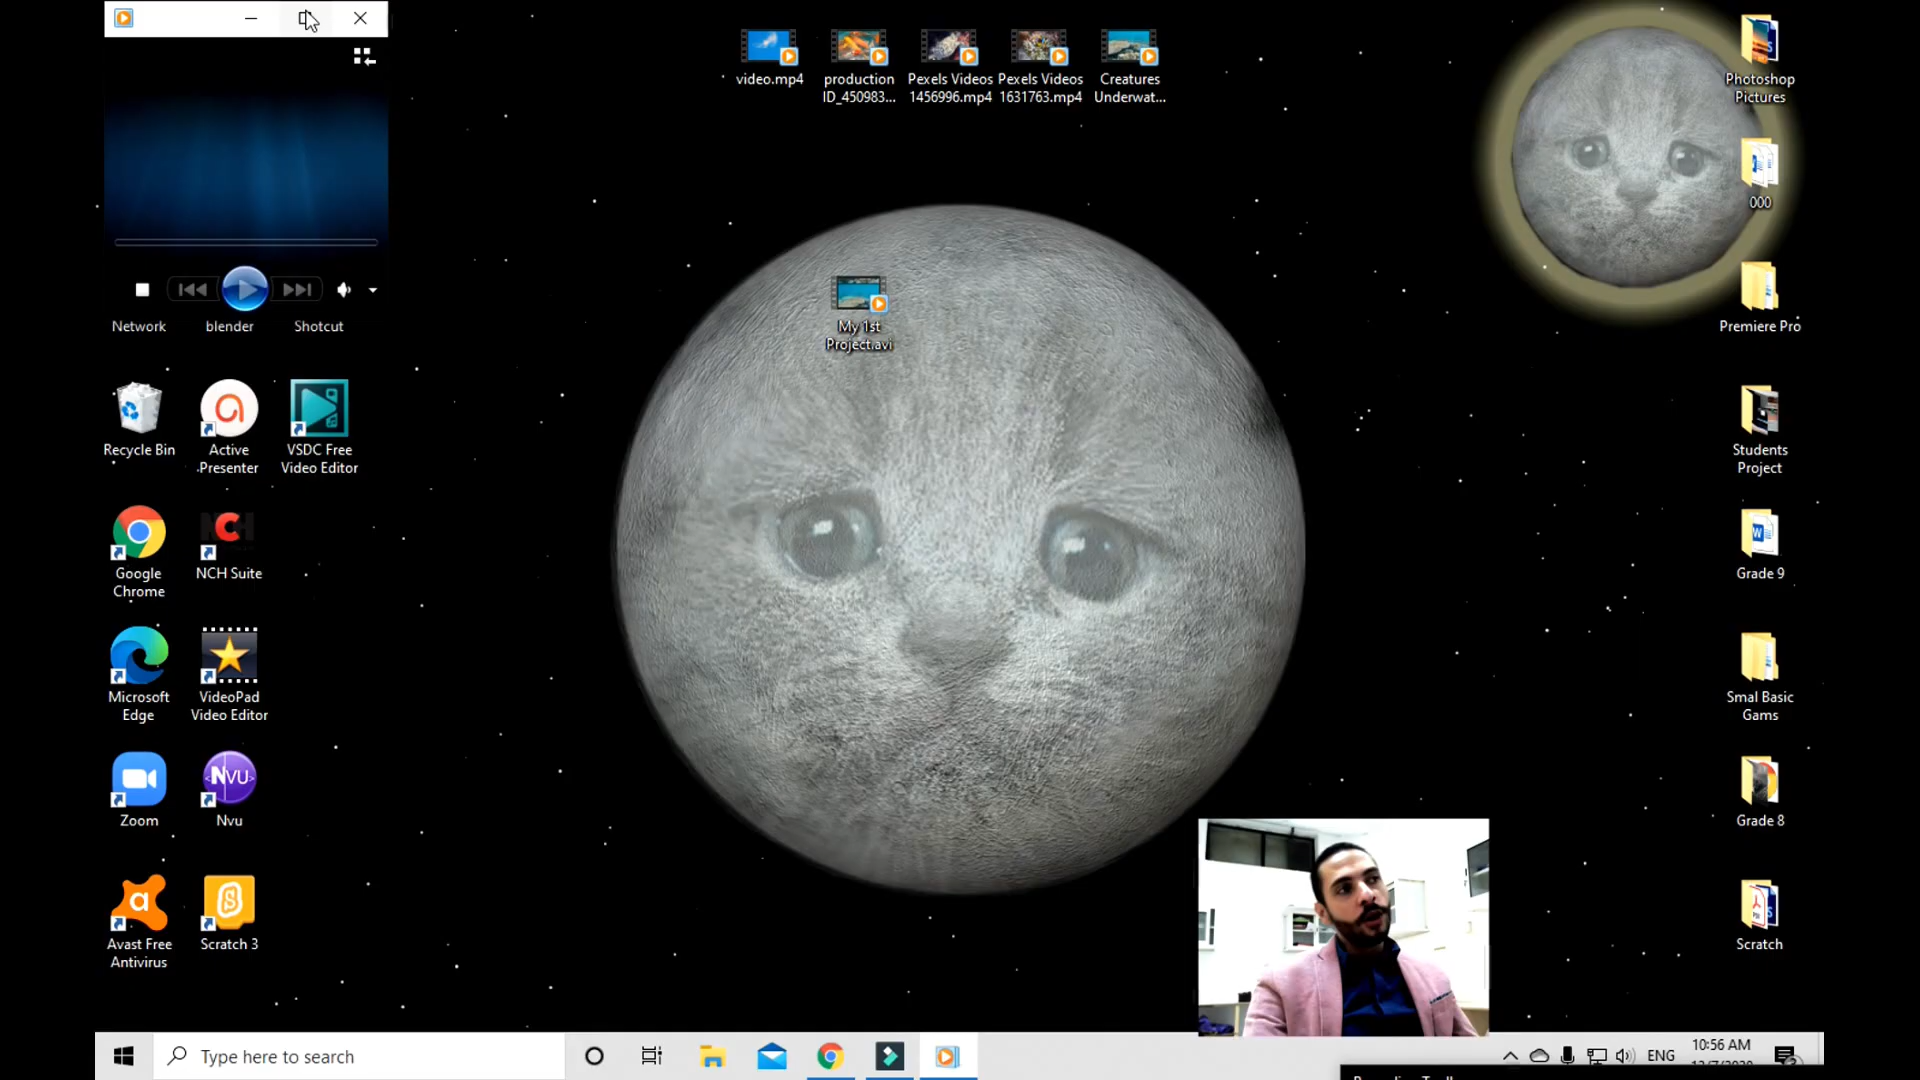 video.mp4
production
ID_450983...
Pexels Videos
1456996.mp4
Pexels Videos
1631763.mp4
Creatures
Underwat...
Photoshop
Pictures
000
Premiere Pro
Students
Project
Grade 9
Smal Basic
Gams
Grade 8
Scratch
My 1st
Project.avi
Network
blender
Shotcut
Recycle Bin
Active
Presenter
VSDC Free
Video Editor
Google
Chrome
NCH Suite
Microsoft
Edge
VideoPad
Video Editor
Zoom
NVU
Nvu
Avast Free
Antivirus
Scratch 3
Type here to search
ENG
10:56 AM